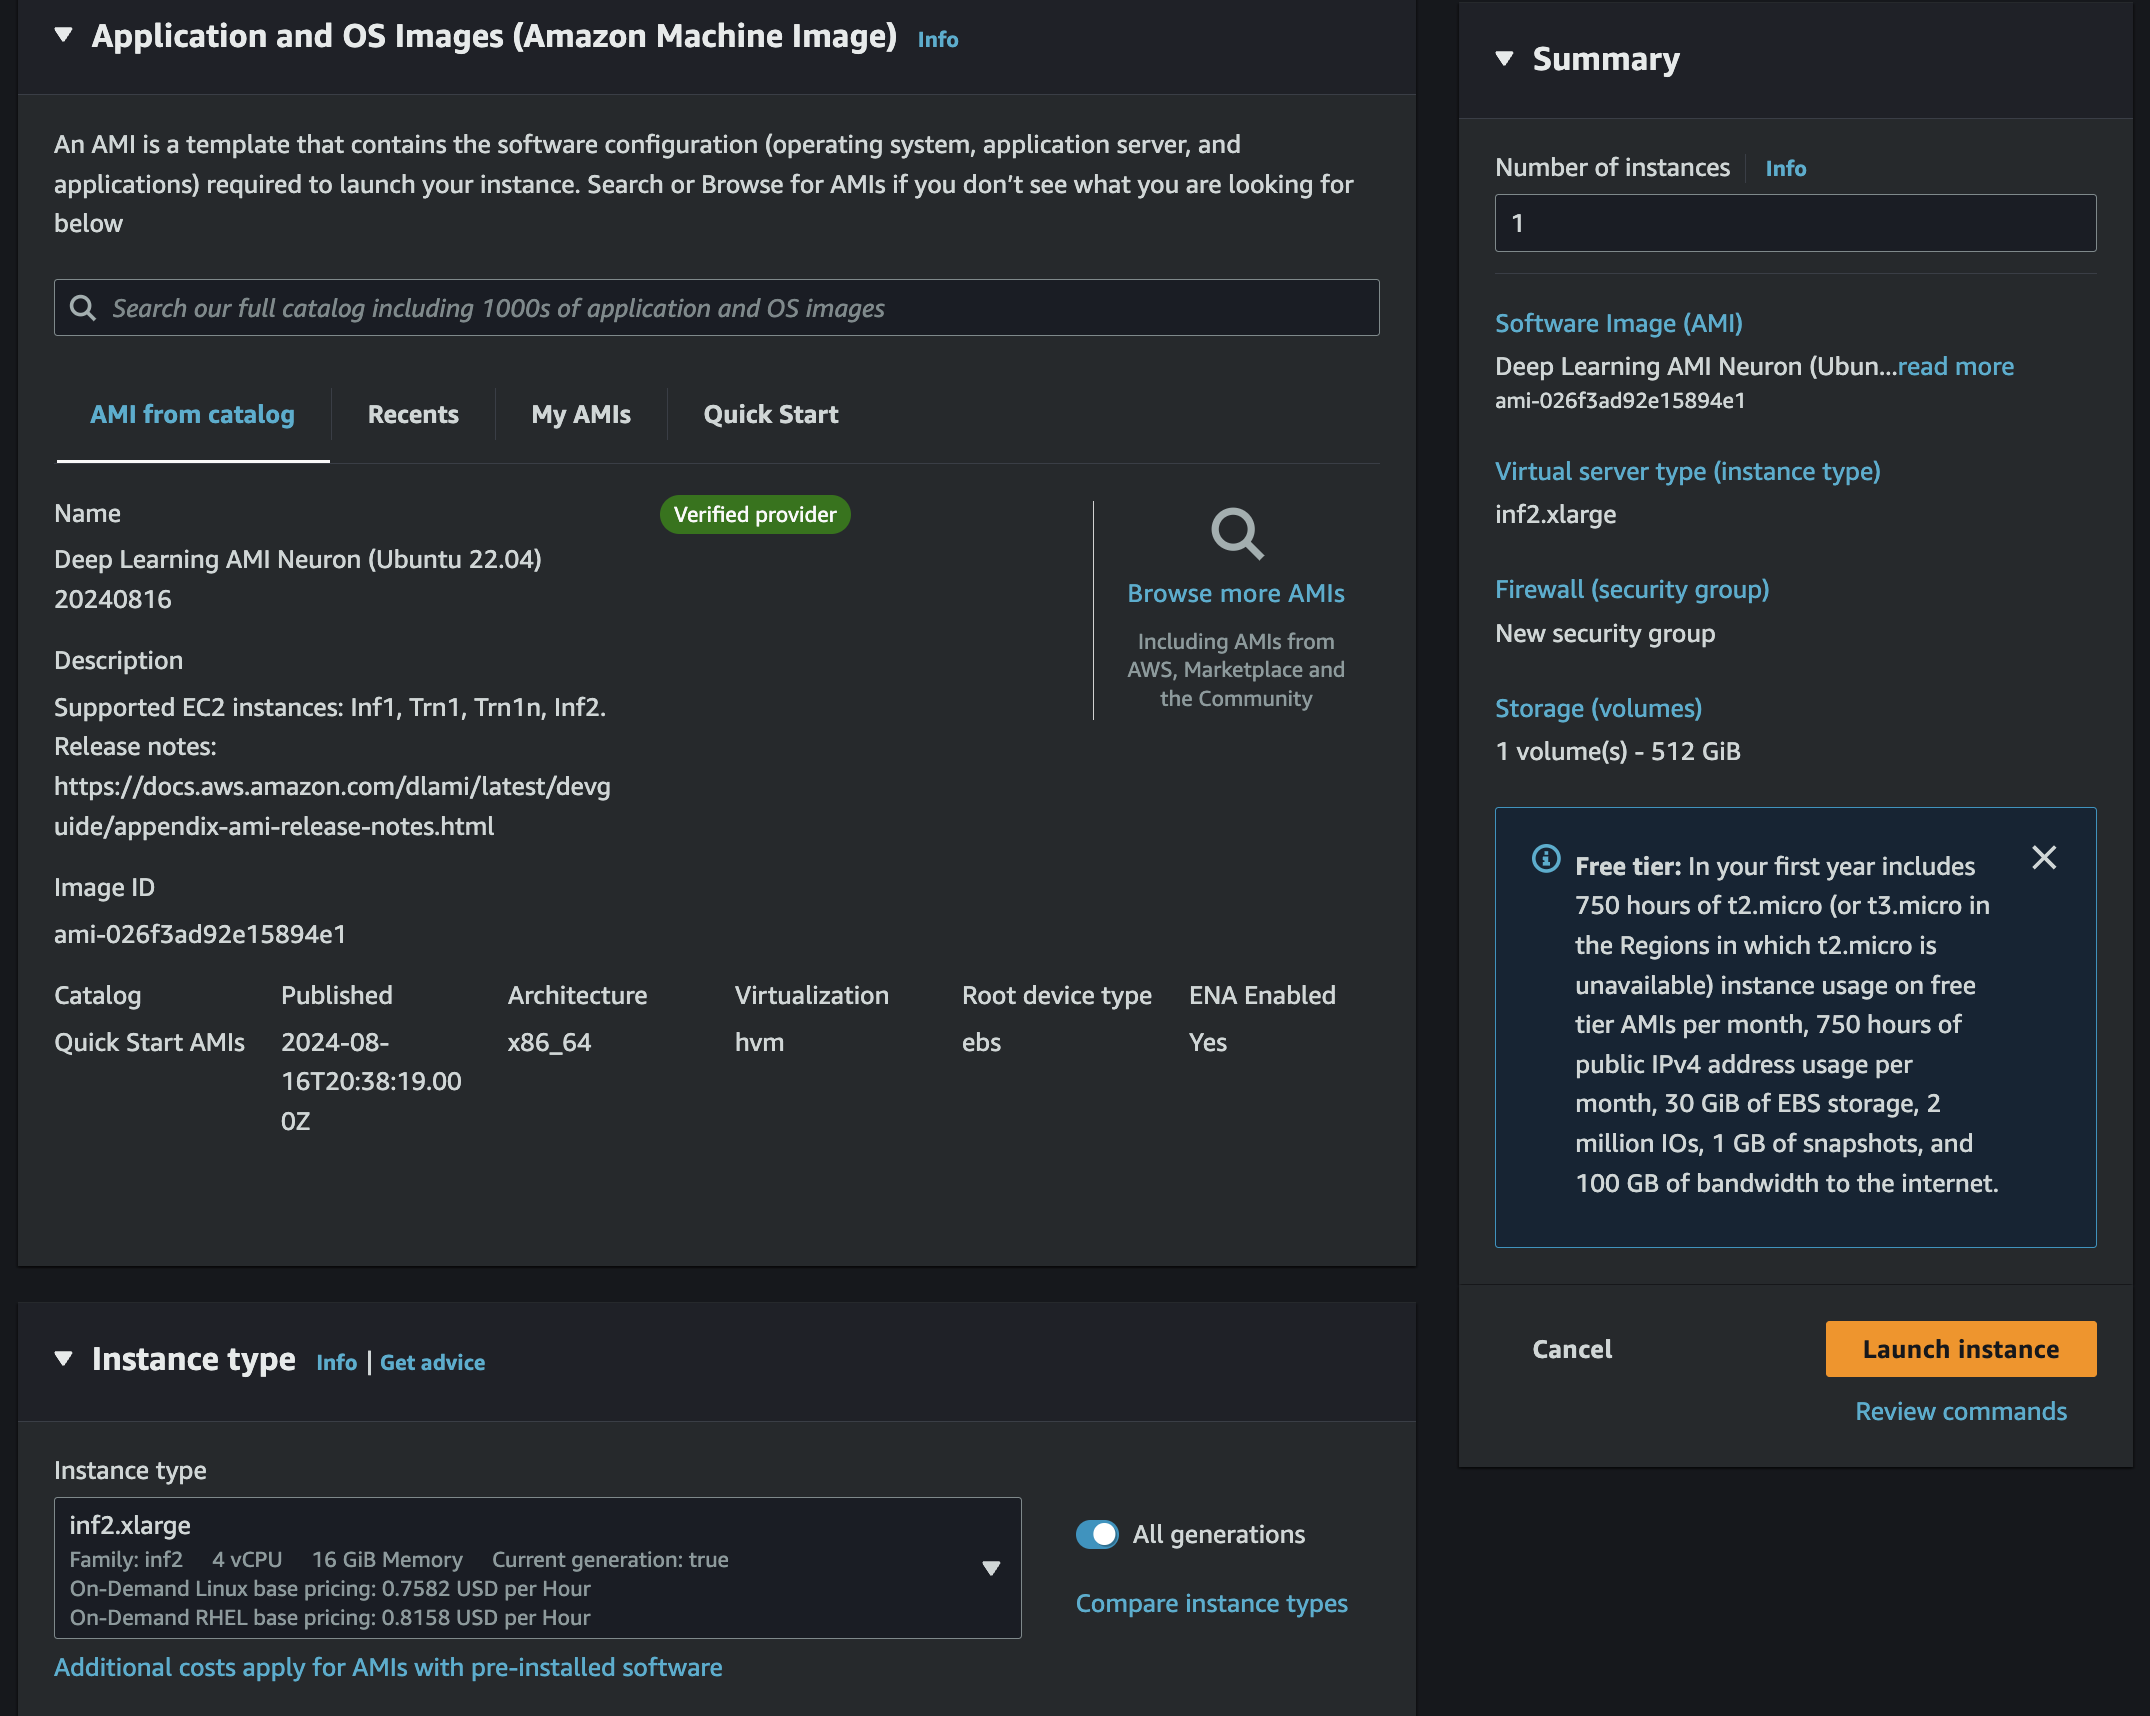 Application and OS Images (Amazon Machine Image) Info
An AMI is a template that contains the software configuration (operating system, application server, and
applications) required to launch your instance. Search or Browse for AMIs if you don’t see what you are looking for
below
Search our full catalog including 1000s of application and OS images
AMI from catalog
Recents
My AMIs
Quick Start
Name
Verified provider
Deep Learning AMI Neuron (Ubuntu 22.04)
20240816
Description
Supported EC2 instances: Inf1, Trn1, Trn1n, Inf2.
Release notes:
https://docs.aws.amazon.com/dlami/latest/devg
uide/appendix-ami-release-notes.html
Image ID
ami-026f3ad92e15894e1
Browse more AMIs
Including AMIs from
AWS, Marketplace and
the Community
Catalog
Quick Start AMIs
Published
2024-08-
16T20:38:19.00
0Z
Architecture
x86_64
Virtualization
hvm
Root device type
ebs
ENA Enabled
Yes
Instance type Info | Get advice
Instance type
inf2.xlarge
Family: inf2 4 vCPU 16 GiB Memory Current generation: true
On-Demand Linux base pricing: 0.7582 USD per Hour
On-Demand RHEL base pricing: 0.8158 USD per Hour
All generations
Compare instance types
Additional costs apply for AMIs with pre-installed software
Summary
Number of instances Info
1
Software Image (AMI)
Deep Learning AMI Neuron (Ubun...read more
ami-026f3ad92e15894e1
Virtual server type (instance type)
inf2.xlarge
Firewall (security group)
New security group
Storage (volumes)
1 volume(s) - 512 GiB
Free tier: In your first year includes
750 hours of t2.micro (or t3.micro in
the Regions in which t2.micro is
unavailable) instance usage on free
tier AMIs per month, 750 hours of
public IPv4 address usage per
month, 30 GiB of EBS storage, 2
million IOs, 1 GB of snapshots, and
100 GB of bandwidth to the internet.
Cancel
Launch instance
Review commands